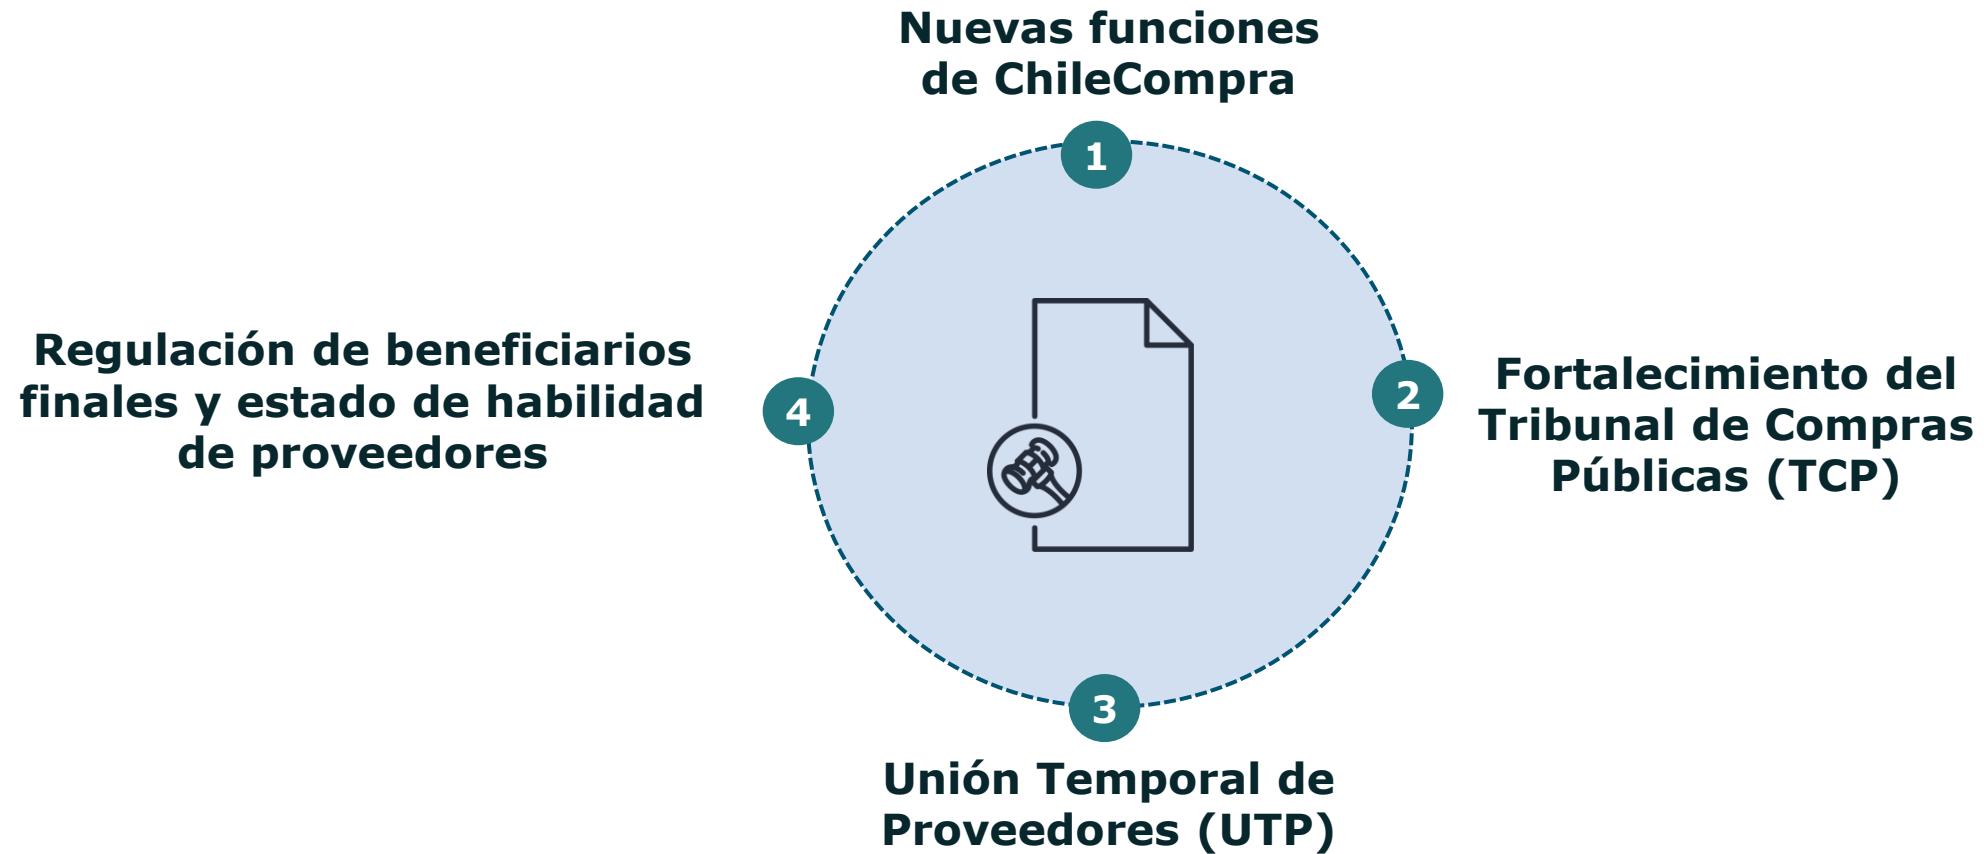 Nuevas funciones
de ChileCompra
1
2
Fortalecimiento del
Tribunal de Compras
Públicas (TCP)
3
Unión Temporal de
Proveedores (UTP)
4
Regulación de beneficiarios
finales y estado de habilidad
de proveedores